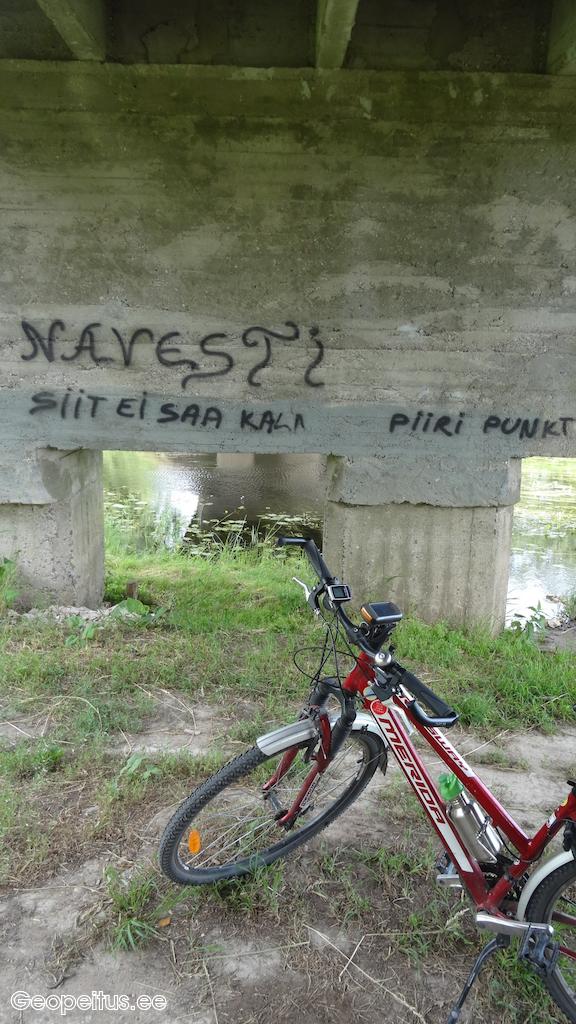 NAVESTi
SiiT Ei SAA KALA
PiiRi PUNKT
MERIDA
Geopeitus.ee